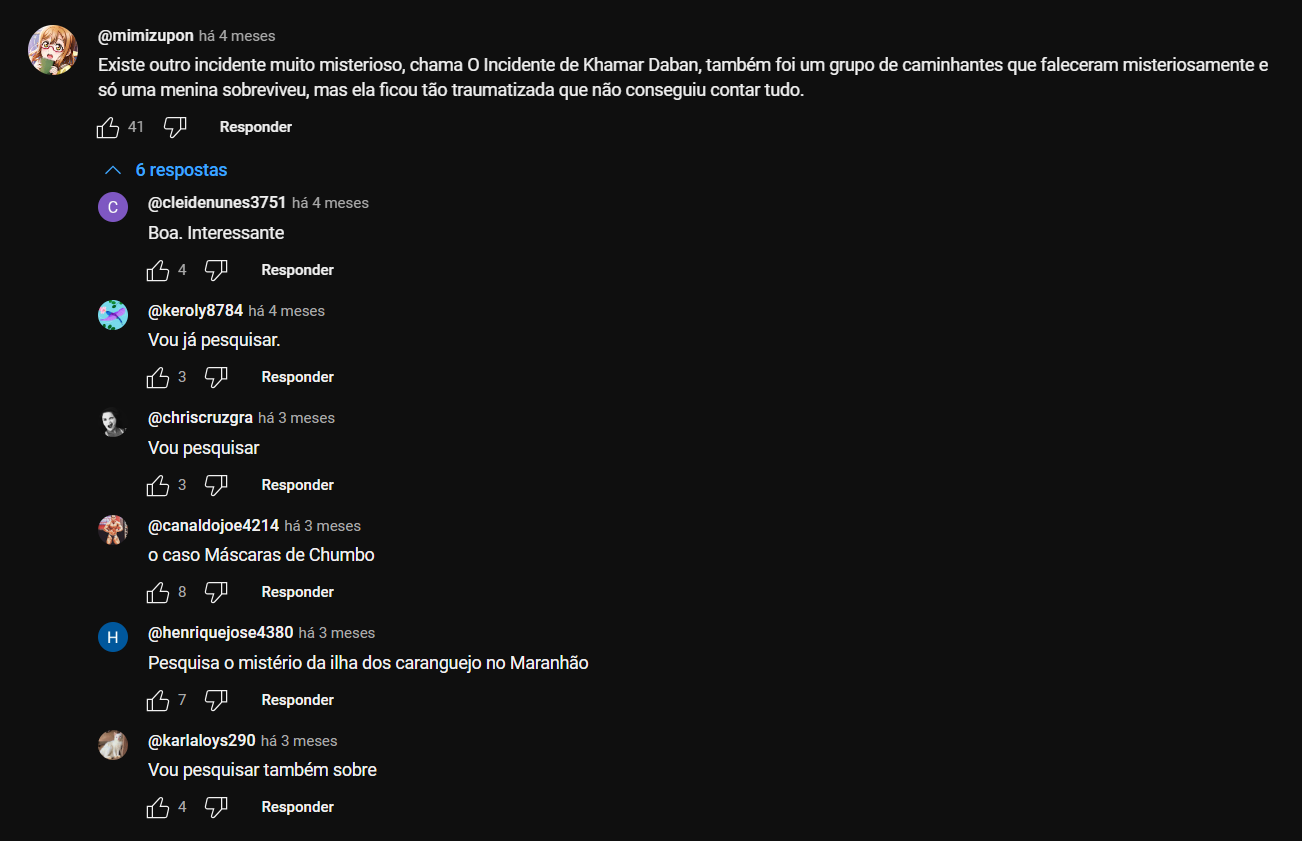 @mimizupon há 4 meses
Existe outro incidente muito misterioso, chama O Incidente de Khamar Daban, também foi um grupo de caminhantes que faleceram misteriosamente e
só uma menina sobreviveu, mas ela ficou tão traumatizada que não conseguiu contar tudo.
41 Responder
6 respostas
C
@cleidenunes3751 há 4 meses
Boa. Interessante
4 Responder
@keroly8784 há 4 meses
Vou já pesquisar.
3 Responder
@chriscruzgra há 3 meses
Vou pesquisar
3 Responder
@canaldojoe4214 há 3 meses
o caso Máscaras de Chumbo
8 Responder
H
@henriquejose4380 há 3 meses
Pesquisa o mistério da ilha dos caranguejo no Maranhão
7 Responder
@karlaloys290 há 3 meses
Vou pesquisar também sobre
4 Responder